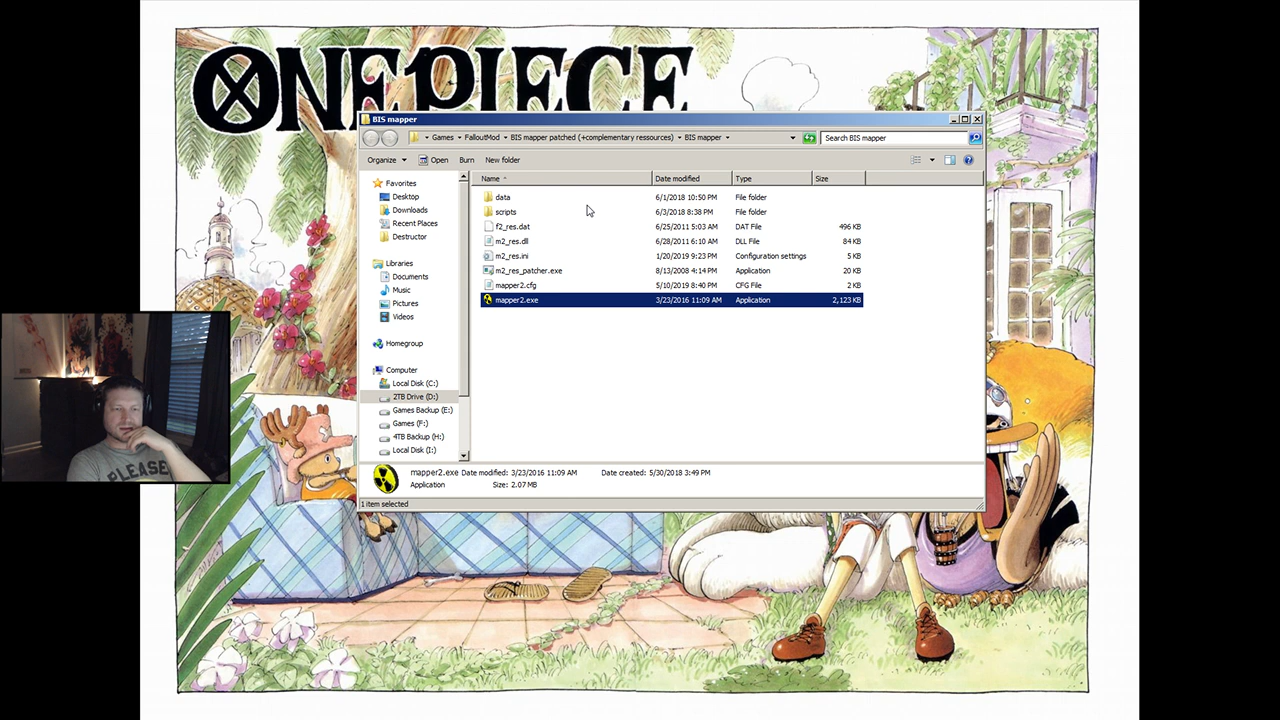 ONE PIECE
BIS mapper
Games
FalloutMod
BIS mapper patched (+complementary ressources)
BIS mapper
Search BIS mapper
Organize
Open
Burn
New folder
Name
Date modified
Type
Size
Favorites
Desktop
Downloads
Recent Places
Destructor
Libraries
Documents
Music
Pictures
Videos
Homegroup
Computer
Local Disk (C:)
2TB Drive (D:)
Games Backup (E:)
Games (F:)
4TB Backup (H:)
Local Disk (I:)
data 6/1/2018 10:50 PM File folder
scripts 6/3/2018 8:38 PM File folder
f2_res.dat 6/25/2011 5:03 AM DAT File 496 KB
m2_res.dll 6/28/2011 6:10 AM DLL File 84 KB
m2_res.ini 1/20/2019 9:23 PM Configuration settings 5 KB
m2_res_patcher.exe 8/13/2008 4:14 PM Application 20 KB
mapper2.cfg 5/10/2019 8:40 PM CFG File 2 KB
mapper2.exe 3/23/2016 11:09 AM Application 2,123 KB
mapper2.exe Date modified: 3/23/2016 11:09 AM Date created: 5/30/2018 3:49 PM
Application Size: 2.07 MB
1 item selected
PLEASE